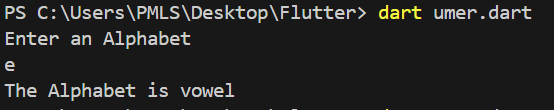 PS C:\Users\PMLS\Desktop\Flutter> dart umer.dart
Enter an Alphabet
e
The Alphabet is vowel